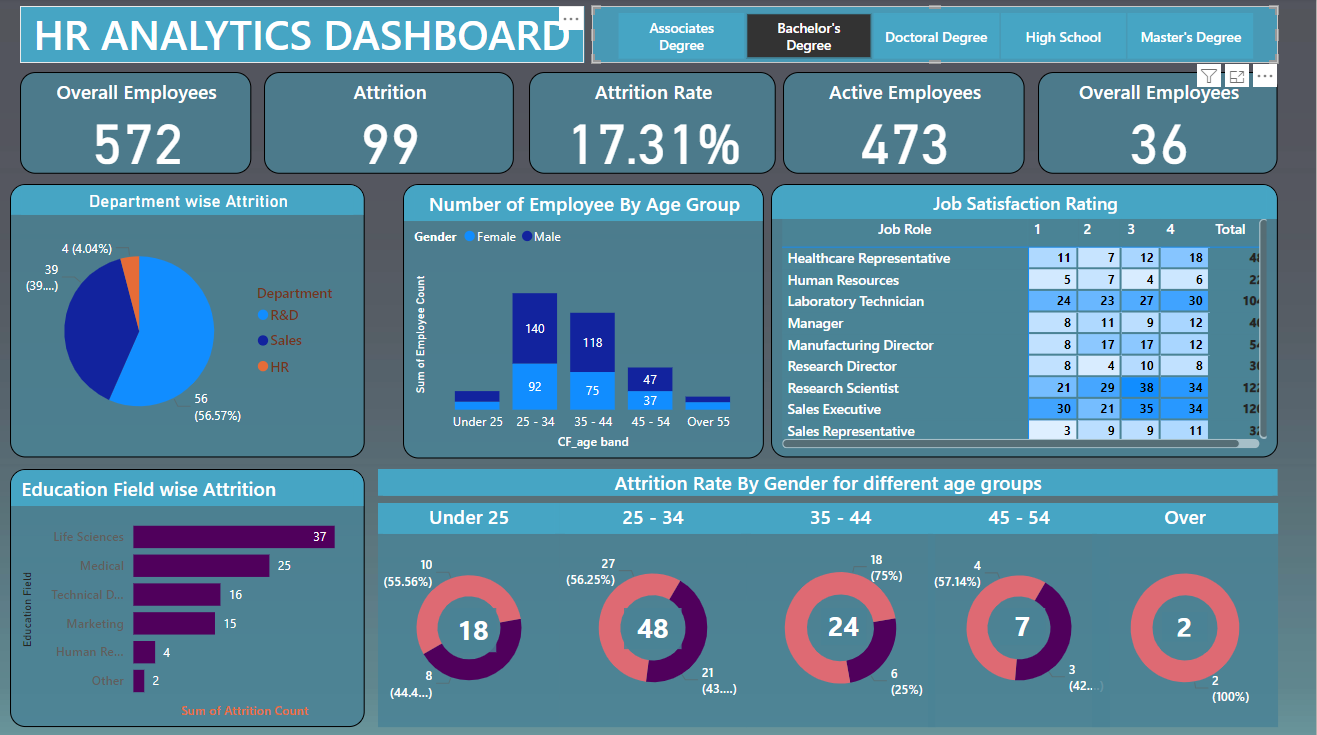 HR ANALYTICS DASHBOARD
Associates
Degree
Bachelor's
Degree
Doctoral Degree
High School
Master's Degree
Overall Employees
572
Attrition
99
Attrition Rate
17.31%
Active Employees
473
Overall Employees
36
Department wise Attrition
4 (4.04%)
39
(39....)
56
(56.57%)
Department
R&D
Sales
HR
Number of Employee By Age Group
Gender Female Male
Sum of Employee Count
140
92
118
75
47
37
Under 25 25 - 34 35 - 44 45 - 54 Over 55
CF_age band
Job Satisfaction Rating
Job Role 1 2 3 4 Total
Healthcare Representative 11 7 12 18
Human Resources 5 7 4 6
Laboratory Technician 24 23 27 30
Manager 8 11 9 12
Manufacturing Director 8 17 17 12
Research Director 8 4 10 8
Research Scientist 21 29 38 34
Sales Executive 30 21 35 34
Sales Representative 3 9 9 11
Education Field wise Attrition
Education Field
Life Sciences 37
Medical 25
Technical D... 16
Marketing 15
Human Re... 4
Other 2
Sum of Attrition Count
Attrition Rate By Gender for different age groups
Under 25
10
(55.56%)
18
8
(44.4...)
25 - 34
27
(56.25%)
48
21
(43....)
35 - 44
18
(75%)
24
6
(25%)
45 - 54
4
(57.14%)
7
3
(42...)
Over
2
2
(100%)